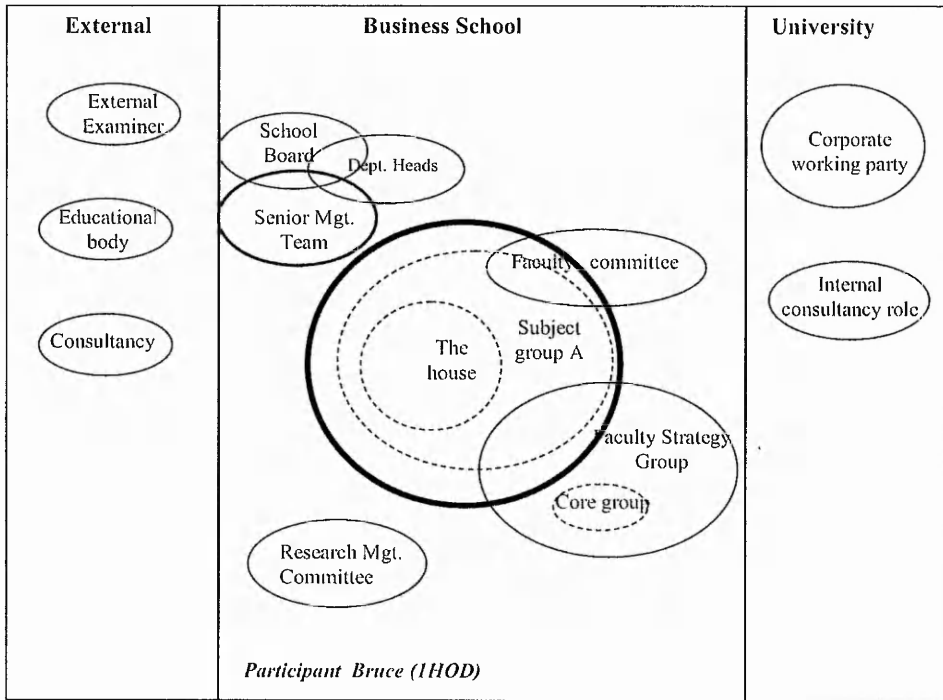 External
Business School
University
External
Examiner
School
Board
Dept. Heads
Corporate
working party
Educational
body
Senior Mgt.
Team
Faculty committee
Internal
consultancy role
Consultancy
The
house
Subject
group A
Faculty Strategy
Group
Core group
Research Mgt.
Committee
Participant Bruce (1HOD)